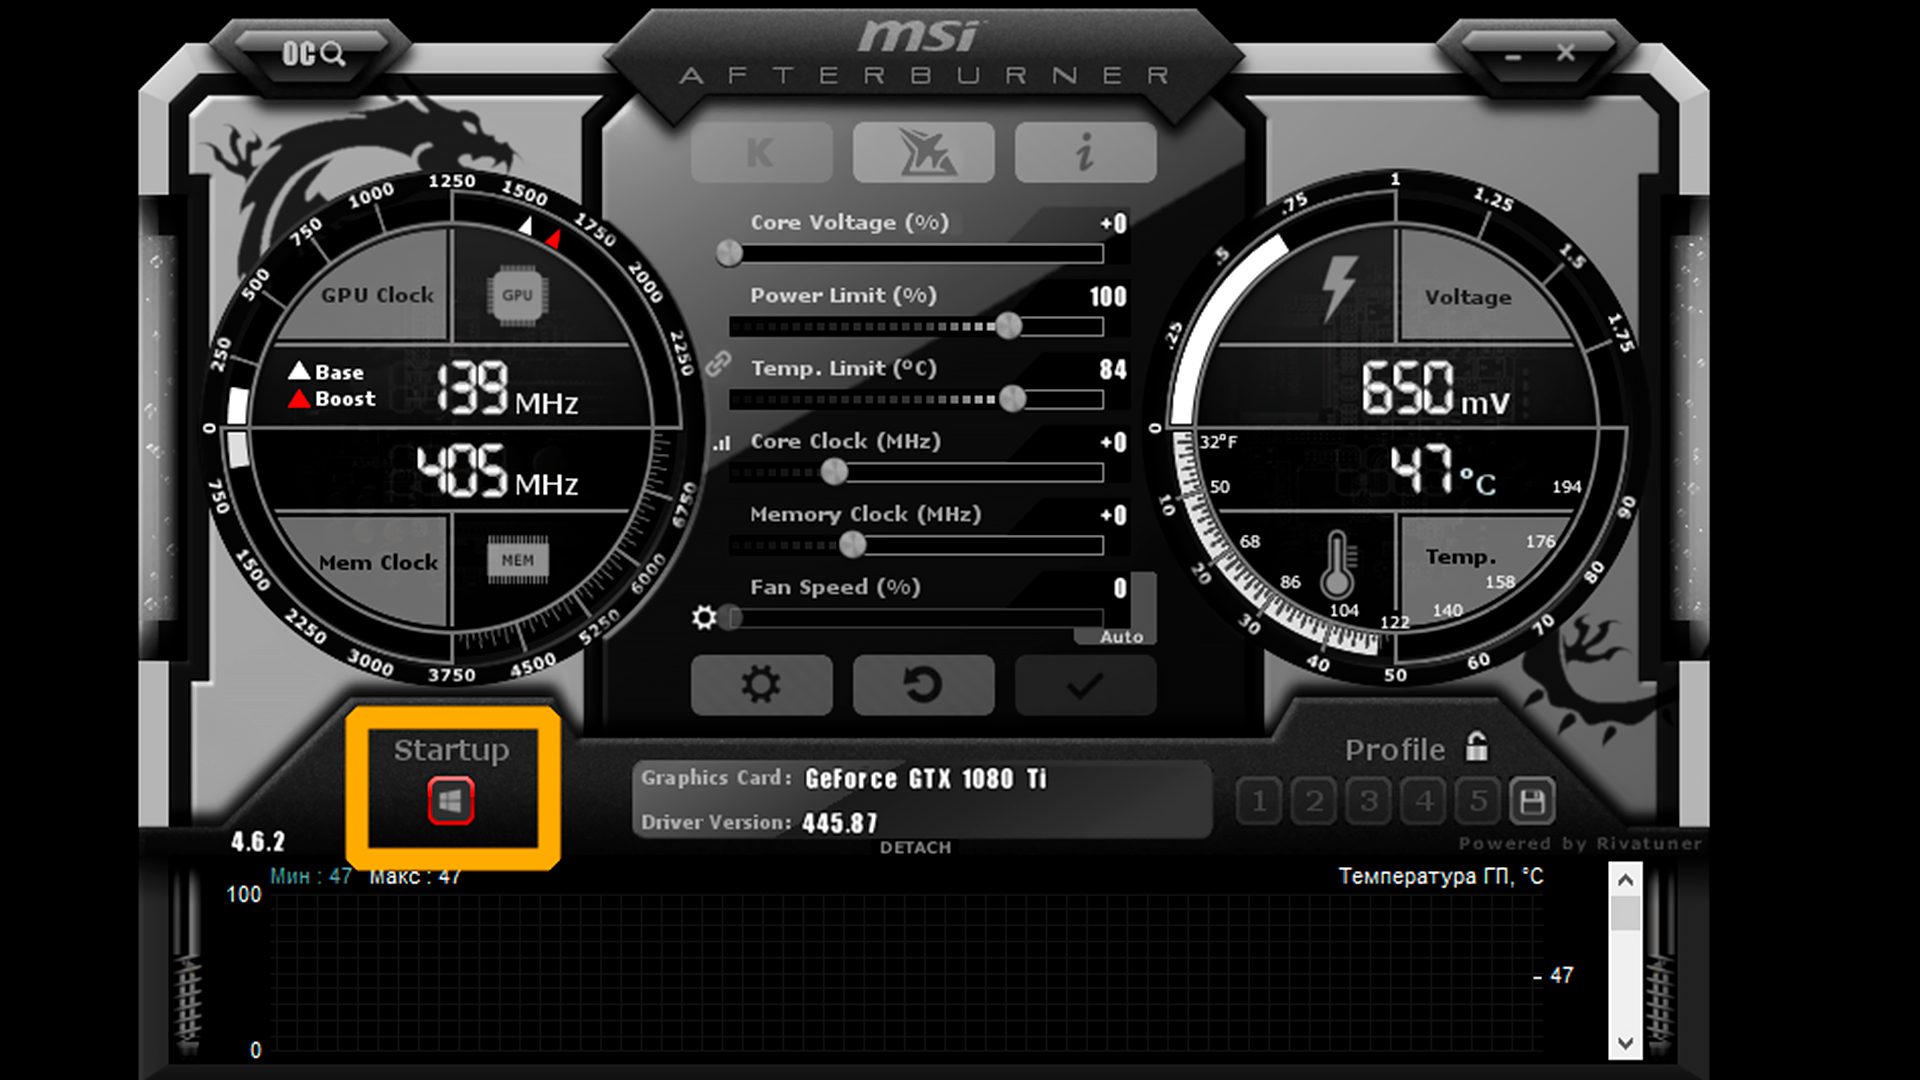 OC
msi
AFTERBURNER
K
i
0 250 500 750 1000 1250 1500 1750 2000 2250
GPU Clock
GPU
Base
Boost
139 MHz
405 MHz
Mem Clock
MEM
750 1500 2250 3000 3750 4500 5250 6000 6750
Core Voltage (%) +0
Power Limit (%) 100
Temp. Limit (°C) 84
Core Clock (MHz) +0
Memory Clock (MHz) +0
Fan Speed (%) 0
Auto
0 .25 .5 .75 1 1.25 1.5 1.75
Voltage
650 mV
47 °C
32°F 50 68 86 104 122 140 158 176 194
Temp.
10 20 30 40 50 60 70 80 90
Startup
4.6.2
Graphics Card: GeForce GTX 1080 Ti
Driver Version: 445.87
DETACH
Profile
1 2 3 4 5
Powered by Rivatuner
Мин : 47 Макс : 47
Температура ГП, °C
100
47
0